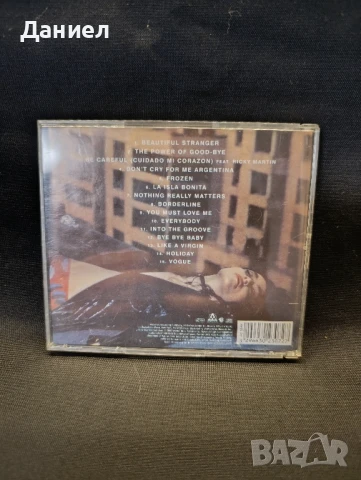 Даниел
1. BEAUTIFUL STRANGER
2. THE POWER OF GOOD-BYE
BE CAREFUL (CUIDADO MI CORAZON) FEAT. RICKY MARTIN
4. DON'T CRY FOR ME ARGENTINA
5. FROZEN
6. LA ISLA BONITA
7. NOTHING REALLY MATTERS
8. BORDERLINE
9. YOU MUST LOVE ME
10. EVERYBODY
11. INTO THE GROOVE
12. BYE BYE BABY
13. LIKE A VIRGIN
14. HOLIDAY
15. VOGUE
BAZAR